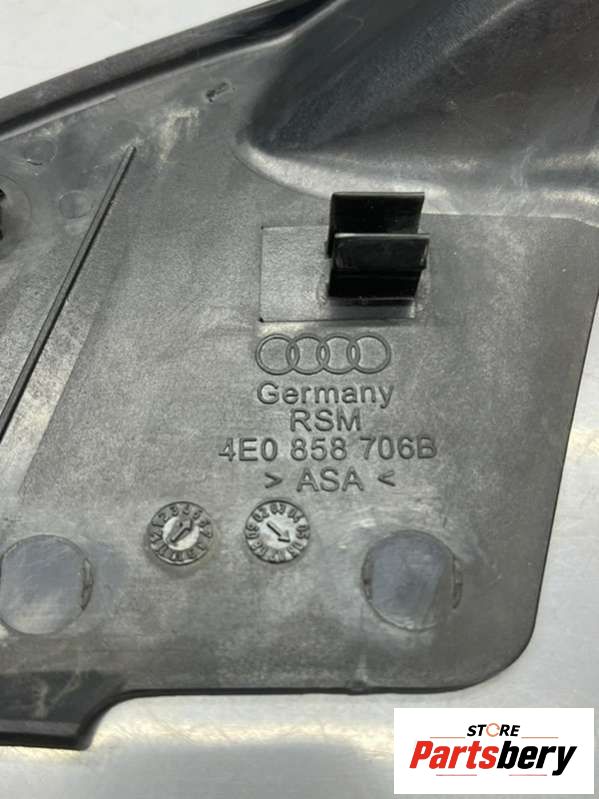 Germany
RSM
4E0 858 706B
> ASA <
STORE
Partsbery